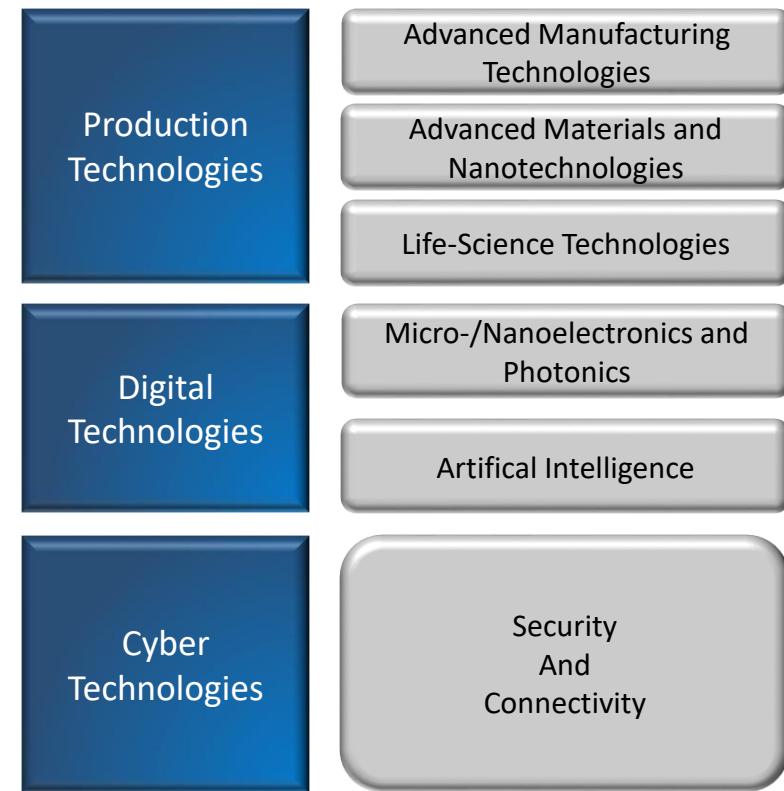 Production
Technologies
Advanced Manufacturing
Technologies
Advanced Materials and
Nanotechnologies
Life-Science Technologies
Digital
Technologies
Micro-/Nanoelectronics and
Photonics
Artifical Intelligence
Cyber
Technologies
Security
And
Connectivity